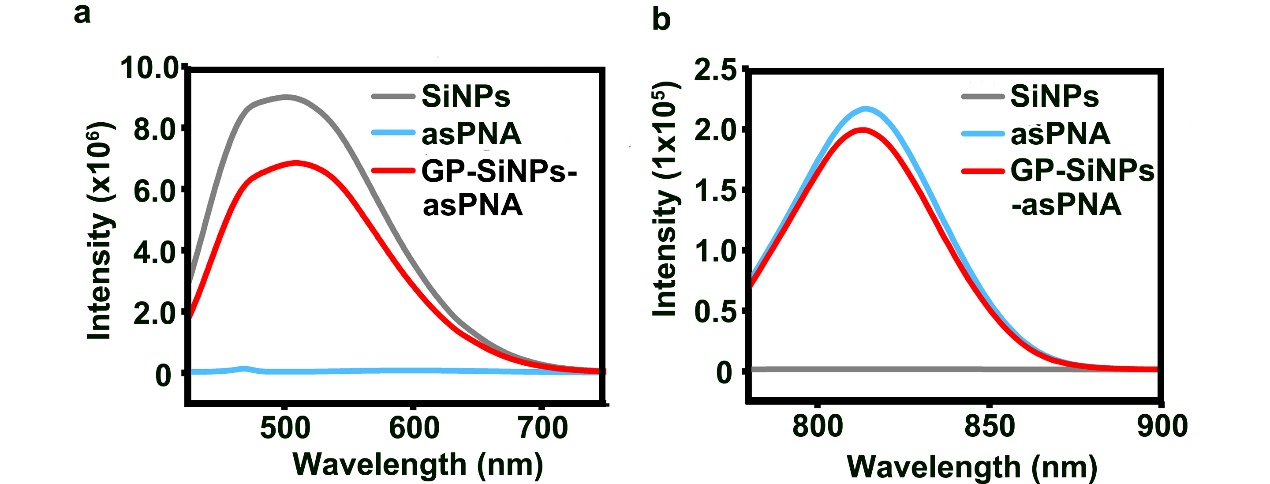 a
10.0
8.0
6.0
4.0
2.0
0
Intensity (x10⁶)
SiNPs
asPNA
GP-SiNPs-
asPNA
500 600 700
Wavelength (nm)
b
2.5
2.0
1.5
1.0
0.5
0
Intensity (1x10⁵)
SiNPs
asPNA
GP-SiNPs
-asPNA
800 850 900
Wavelength (nm)